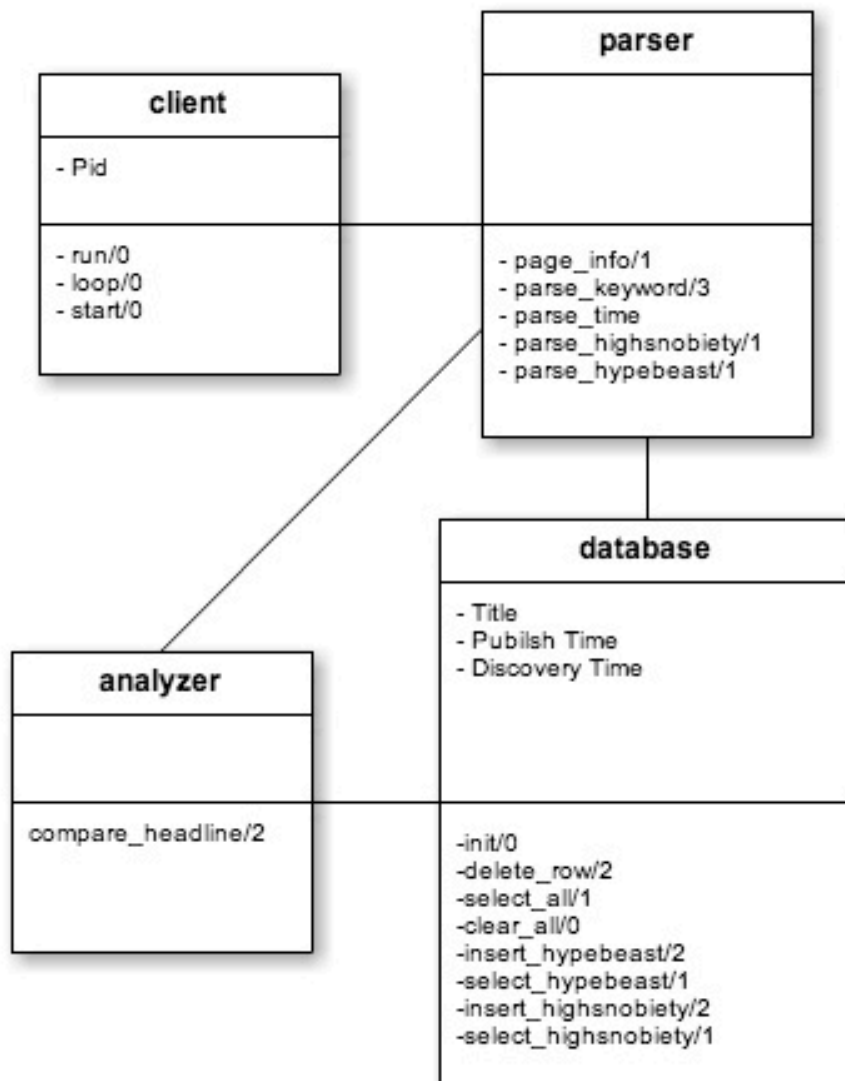 client
- Pid
- run/0
- loop/0
- start/0
parser
- page_info/1
- parse_keyword/3
- parse_time
- parse_highsnobiety/1
- parse_hypebeast/1
analyzer
compare_headline/2
database
- Title
- Pubilsh Time
- Discovery Time
-init/0
-delete_row/2
-select_all/1
-clear_all/0
-insert_hypebeast/2
-select_hypebeast/1
-insert_highsnobiety/2
-select_highsnobiety/1